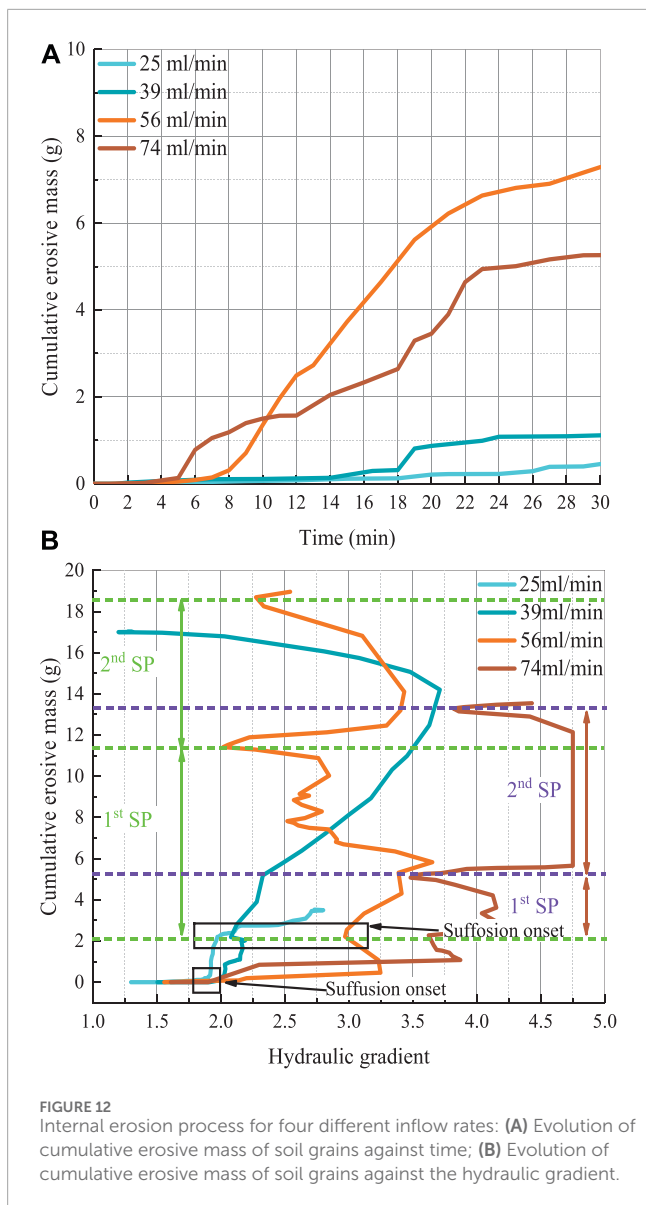 A
25 ml/min
39 ml/min
56 ml/min
74 ml/min
Cumulative erosive mass (g)
10
8
6
4
2
0
0 2 4 6 8 10 12 14 16 18 20 22 24 26 28 30
Time (min)
B
25ml/min
39ml/min
56ml/min
74ml/min
Cumulative erosive mass (g)
20
18
16
14
12
10
8
6
4
2
0
2nd SP
1st SP
2nd SP
1st SP
Suffosion onset
Suffusion onset
1.0 1.5 2.0 2.5 3.0 3.5 4.0 4.5 5.0
Hydraulic gradient
FIGURE 12
Internal erosion process for four different inflow rates: (A) Evolution of
cumulative erosive mass of soil grains against time; (B) Evolution of
cumulative erosive mass of soil grains against the hydraulic gradient.